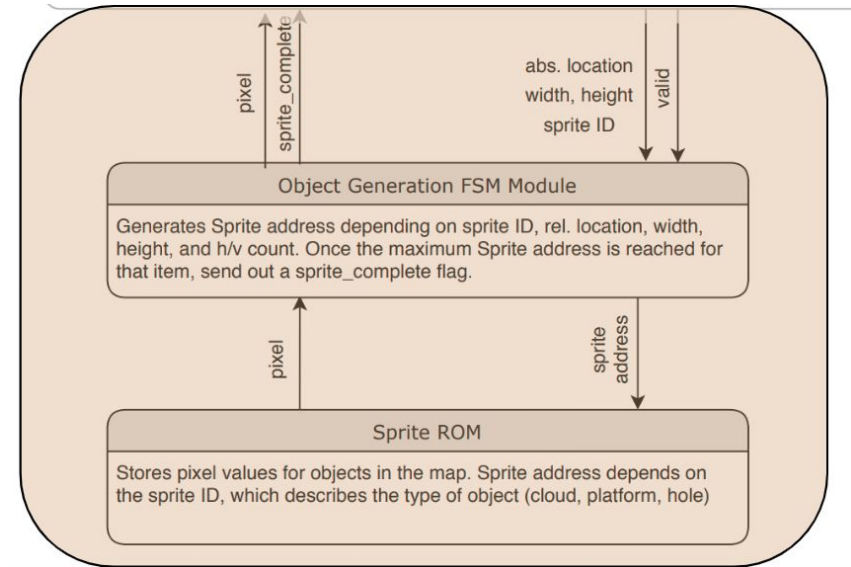 pixel
sprite_complete
abs. location
width, height
sprite ID
valid
Object Generation FSM Module
Generates Sprite address depending on sprite ID, rel. location, width,
height, and h/v count. Once the maximum Sprite address is reached for
that item, send out a sprite_complete flag.
pixel
sprite
address
Sprite ROM
Stores pixel values for objects in the map. Sprite address depends on
the sprite ID, which describes the type of object (cloud, platform, hole)